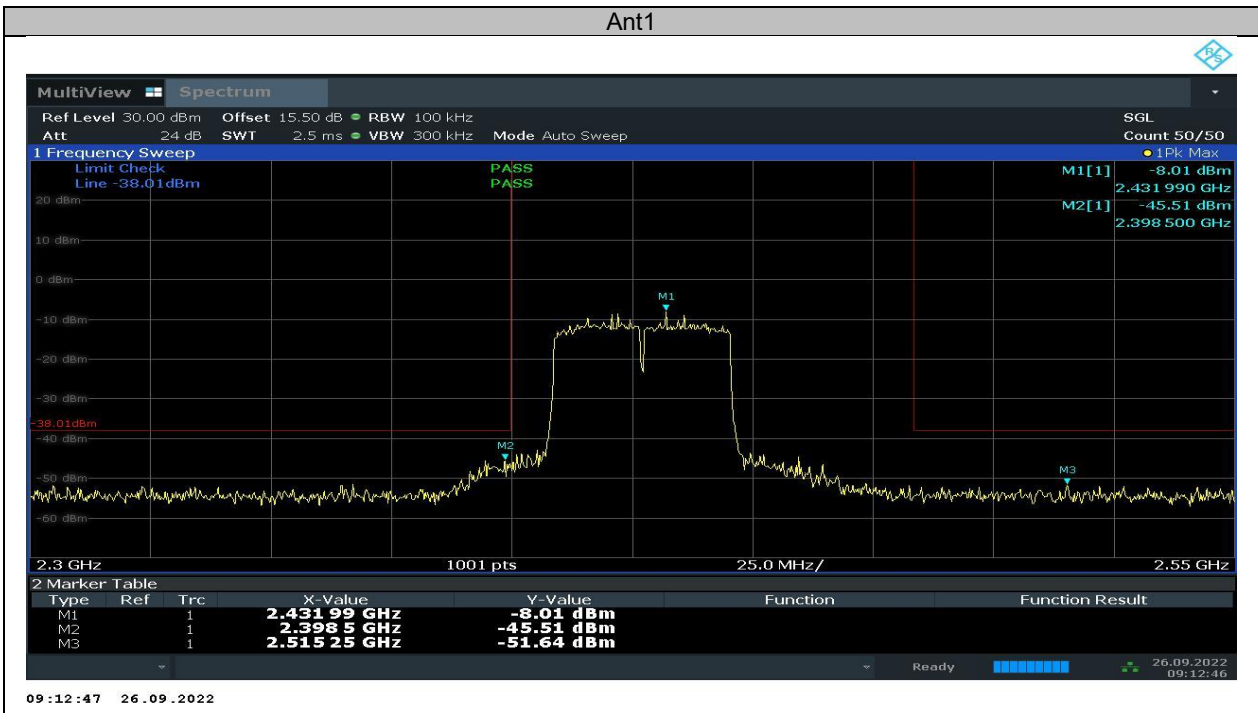 Ant1
R&S
MultiView Spectrum
Ref Level 30.00 dBm Offset 15.50 dB RBW 100 kHz SGL
Att 24 dB SWT 2.5 ms VBW 300 kHz Mode Auto Sweep Count 50/50
1 Frequency Sweep 1Pk Max
Limit Check PASS M1[1] -8.01 dBm
Line -38.01dBm PASS 2.431 990 GHz
20 dBm M2[1] -45.51 dBm
2.398 500 GHz
10 dBm
0 dBm
M1
-10 dBm
-20 dBm
-30 dBm
-38.01dBm
-40 dBm
M2
M3
-50 dBm
-60 dBm
2.3 GHz 1001 pts 25.0 MHz/ 2.55 GHz
2 Marker Table
Type Ref Trc X-Value Y-Value Function Function Result
M1 1 2.431 99 GHz -8.01 dBm
M2 1 2.398 5 GHz -45.51 dBm
M3 1 2.515 25 GHz -51.64 dBm
Ready 26.09.2022
09:12:46
09:12:47 26.09.2022